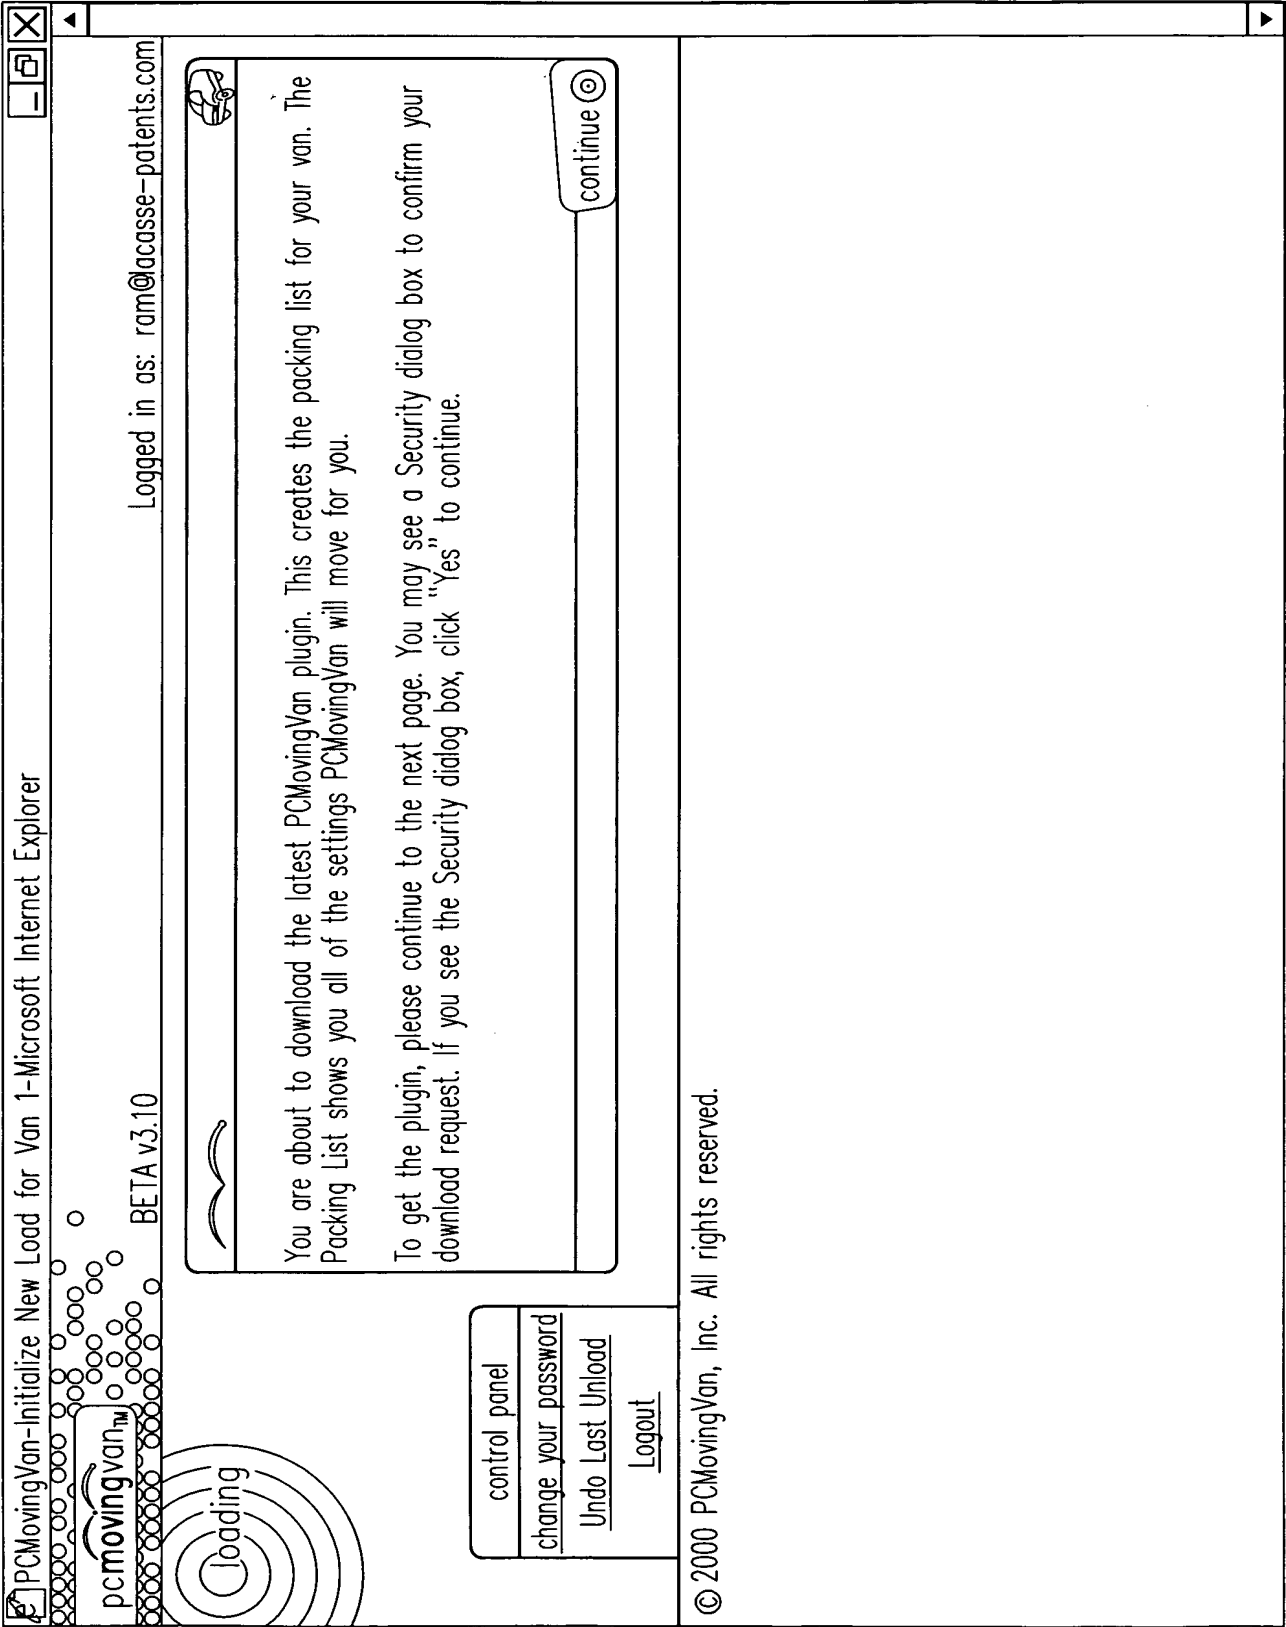 PCMovingVan-Initialize New Load for Van 1-Microsoft Internet Explorer
pcmovingvan™
BETA v3.10
Logged in as: ram@lacasse-patents.com
loading
You are about to download the latest PCMovingVan plugin. This creates the packing list for your van. The
Packing List shows you all of the settings PCMovingVan will move for you.
To get the plugin, please continue to the next page. You may see a Security dialog box to confirm your
download request. If you see the Security dialog box, click "Yes" to continue.
continue
control panel
change your password
Undo Last Unload
Logout
© 2000 PCMovingVan, Inc. All rights reserved.